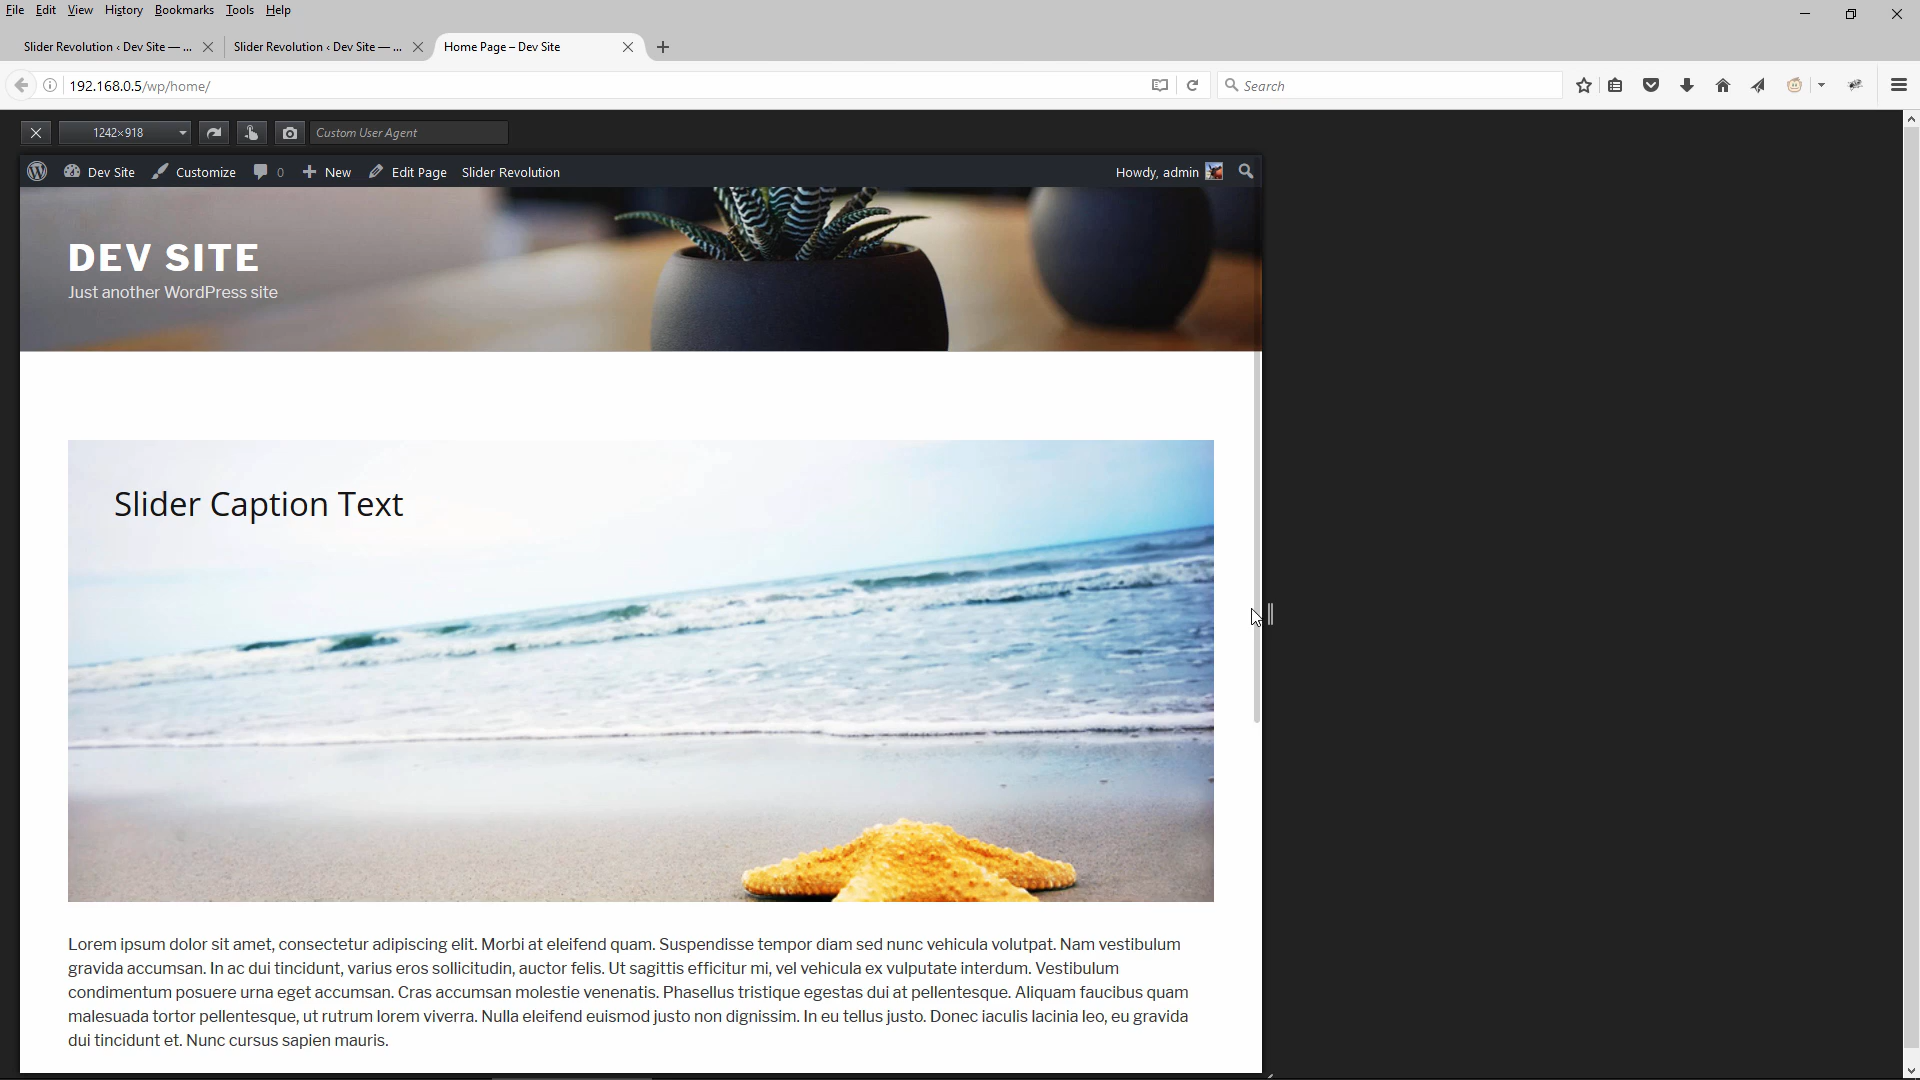 File Edit View History Bookmarks Tools Help
Slider Revolution ‹ Dev Site — ... Slider Revolution ‹ Dev Site — ... Home Page – Dev Site
192.168.0.5/wp/home/ Search
1242×918 Custom User Agent
Dev Site Customize 0 New Edit Page Slider Revolution Howdy, admin
DEV SITE
Just another WordPress site
Slider Caption Text
Lorem ipsum dolor sit amet, consectetur adipiscing elit. Morbi at eleifend quam. Suspendisse tempor diam sed nunc vehicula volutpat. Nam vestibulum
gravida accumsan. In ac dui tincidunt, varius eros sollicitudin, auctor felis. Ut sagittis efficitur mi, vel vehicula ex vulputate interdum. Vestibulum
condimentum posuere urna eget accumsan. Cras accumsan molestie venenatis. Phasellus tristique egestas dui at pellentesque. Aliquam faucibus quam
malesuada tortor pellentesque, ut rutrum lorem viverra. Nulla eleifend euismod justo non dignissim. In eu tellus justo. Donec iaculis lacinia leo, eu gravida
dui tincidunt et. Nunc cursus sapien mauris.